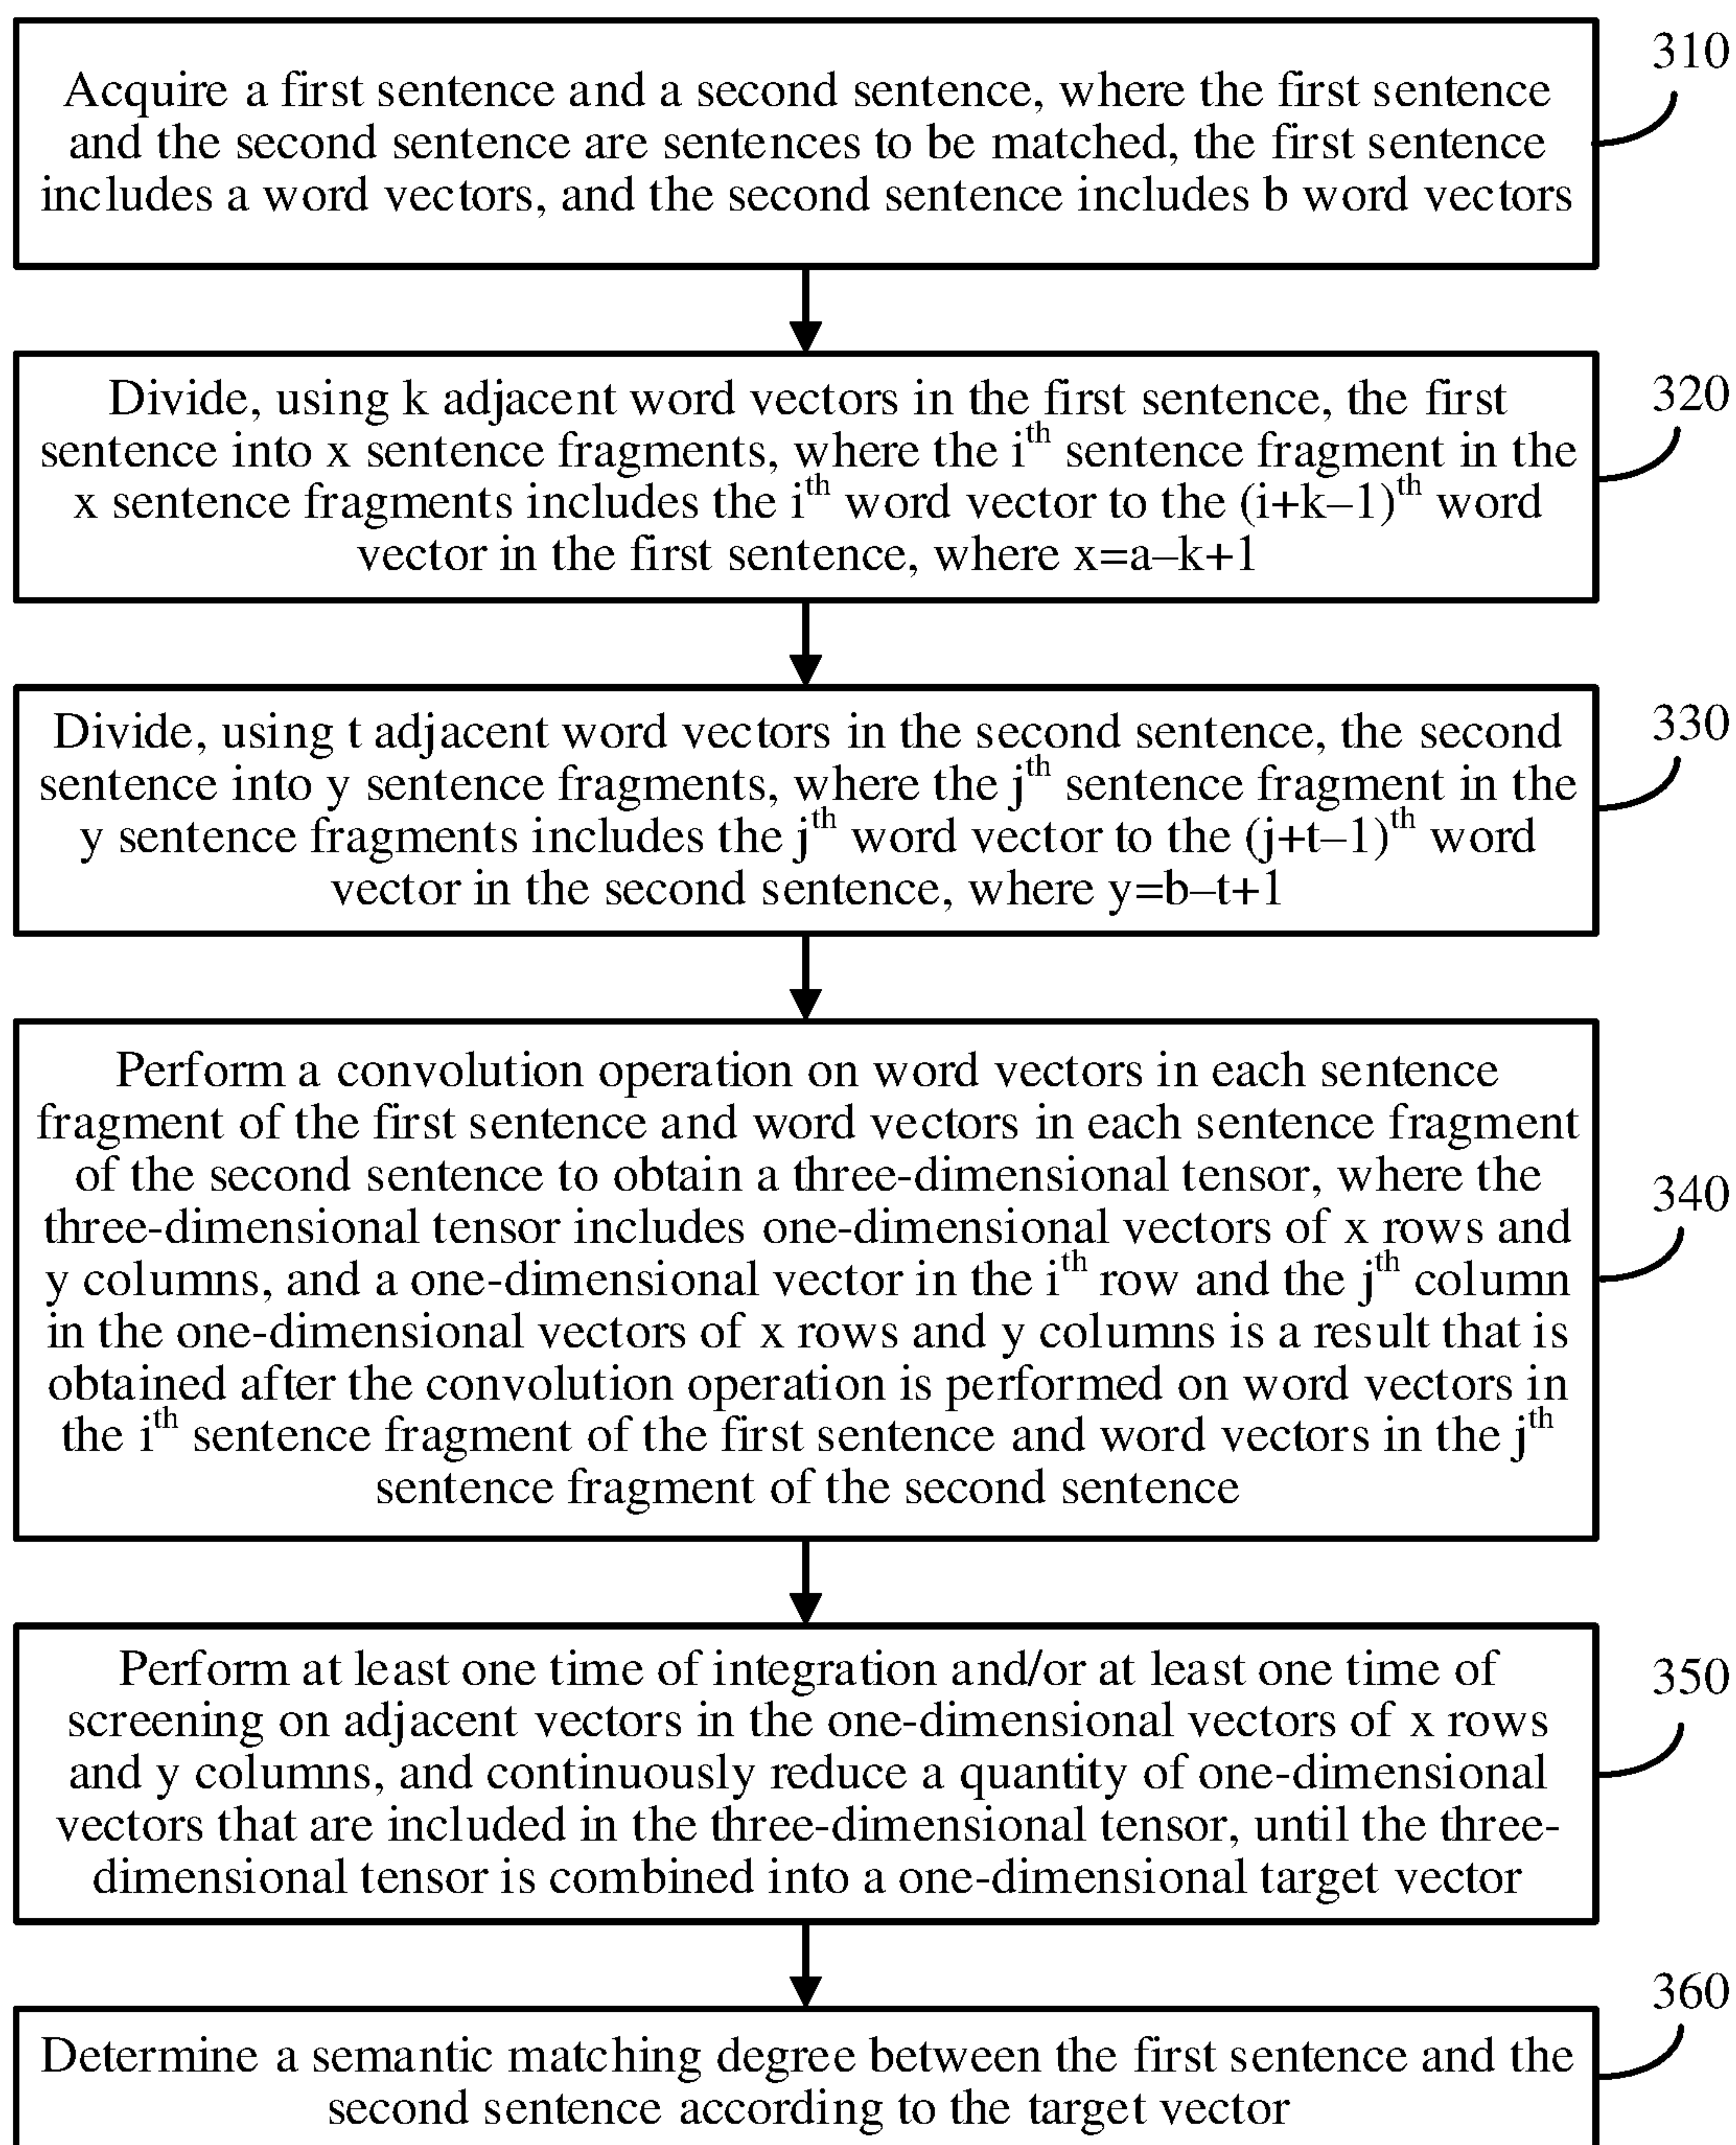 310
Acquire a first sentence and a second sentence, where the first sentence
and the second sentence are sentences to be matched, the first sentence
includes a word vectors, and the second sentence includes b word vectors
320
Divide, using k adjacent word vectors in the first sentence, the first
sentence into x sentence fragments, where the iᵗʰ sentence fragment in the
x sentence fragments includes the iᵗʰ word vector to the (i+k–1)ᵗʰ word
vector in the first sentence, where x=a–k+1
330
Divide, using t adjacent word vectors in the second sentence, the second
sentence into y sentence fragments, where the jᵗʰ sentence fragment in the
y sentence fragments includes the jᵗʰ word vector to the (j+t–1)ᵗʰ word
vector in the second sentence, where y=b–t+1
340
Perform a convolution operation on word vectors in each sentence
fragment of the first sentence and word vectors in each sentence fragment
of the second sentence to obtain a three-dimensional tensor, where the
three-dimensional tensor includes one-dimensional vectors of x rows and
y columns, and a one-dimensional vector in the iᵗʰ row and the jᵗʰ column
in the one-dimensional vectors of x rows and y columns is a result that is
obtained after the convolution operation is performed on word vectors in
the iᵗʰ sentence fragment of the first sentence and word vectors in the jᵗʰ
sentence fragment of the second sentence
350
Perform at least one time of integration and/or at least one time of
screening on adjacent vectors in the one-dimensional vectors of x rows
and y columns, and continuously reduce a quantity of one-dimensional
vectors that are included in the three-dimensional tensor, until the three-
dimensional tensor is combined into a one-dimensional target vector
360
Determine a semantic matching degree between the first sentence and the
second sentence according to the target vector